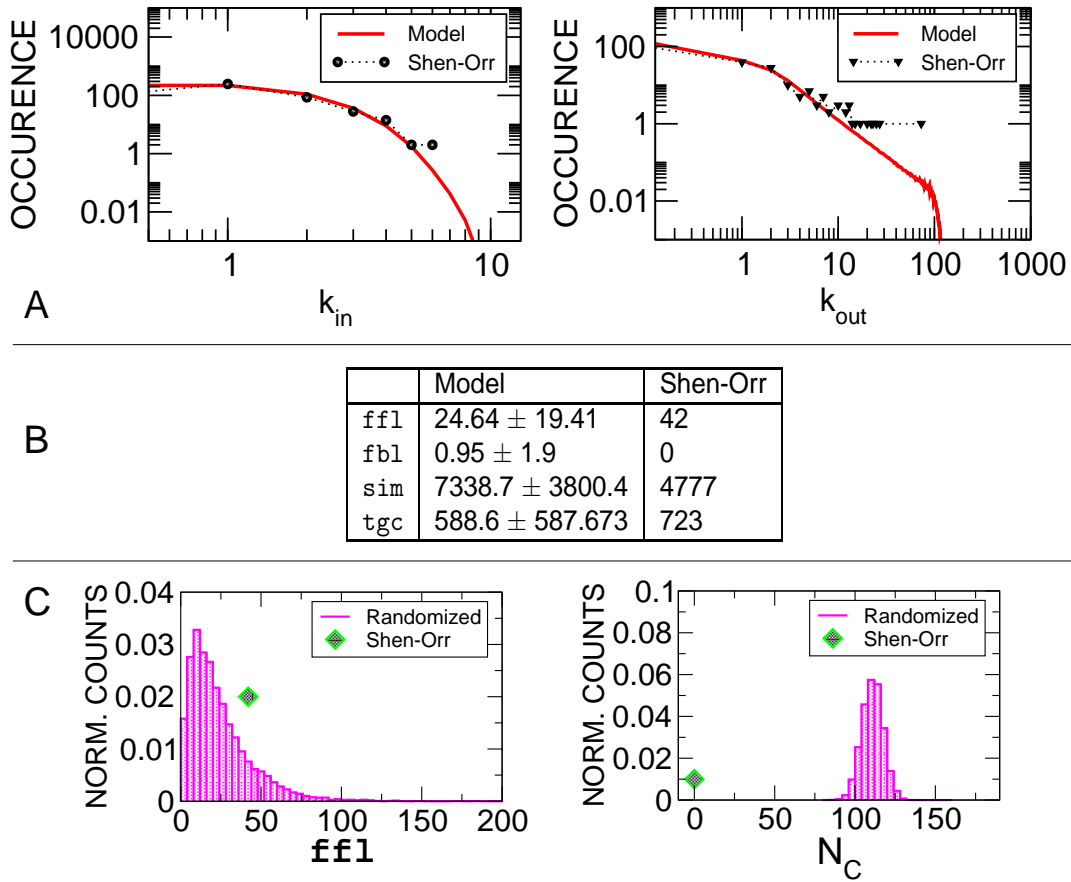 10000
100
1
0.01
OCCURENCE
Model
Shen-Orr
1
10
k_in
100
1
0.01
OCCURENCE
Model
Shen-Orr
1
10
100
1000
k_out
A
B
Model Shen-Orr
ffl 24.64 ± 19.41 42
fbl 0.95 ± 1.9 0
sim 7338.7 ± 3800.4 4777
tgc 588.6 ± 587.673 723
C
0.04
0.03
0.02
0.01
0
NORM. COUNTS
Randomized
Shen-Orr
0
50
100
150
200
ffl
0.1
0.08
0.06
0.04
0.02
0
NORM. COUNTS
Randomized
Shen-Orr
0
50
100
150
N_C